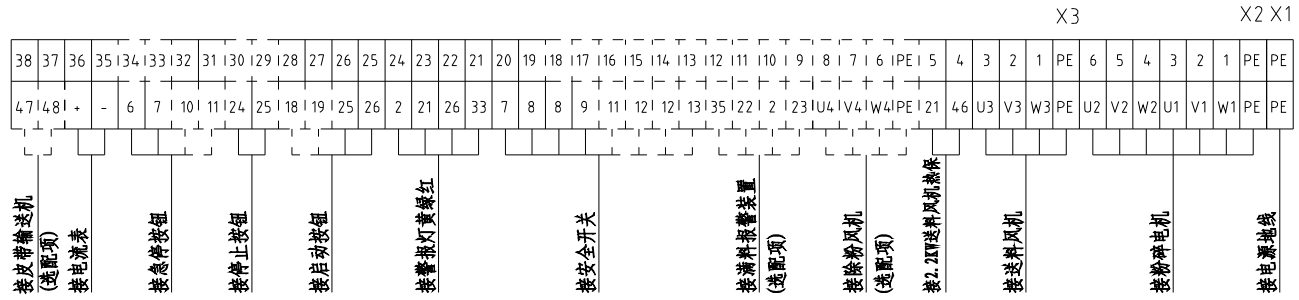 X3 X2 X1
38 37 36 35 34 33 32 31 30 29 28 27 26 25 24 23 22 21 20 19 18 17 16 15 14 13 12 11 10 9 8 7 6 PE 5 4 3 2 1 PE 6 5 4 3 2 1 PE PE
47 48 + - 6 7 10 11 24 25 18 19 25 26 2 21 26 33 7 8 8 9 11 12 12 13 35 22 2 23 U4 V4 W4 PE 21 46 U3 V3 W3 PE U2 V2 W2 U1 V1 W1 PE PE
接皮带输送机
(选配项)
接电流表
接急停按钮
接停止按钮
接启动按钮
接警报灯黄绿红
接安全开关
接满料报警装置
(选配项)
接除粉风机
(选配项)
接2.2KW送料风机热保
接送料风机
接粉碎电机
接电源地线